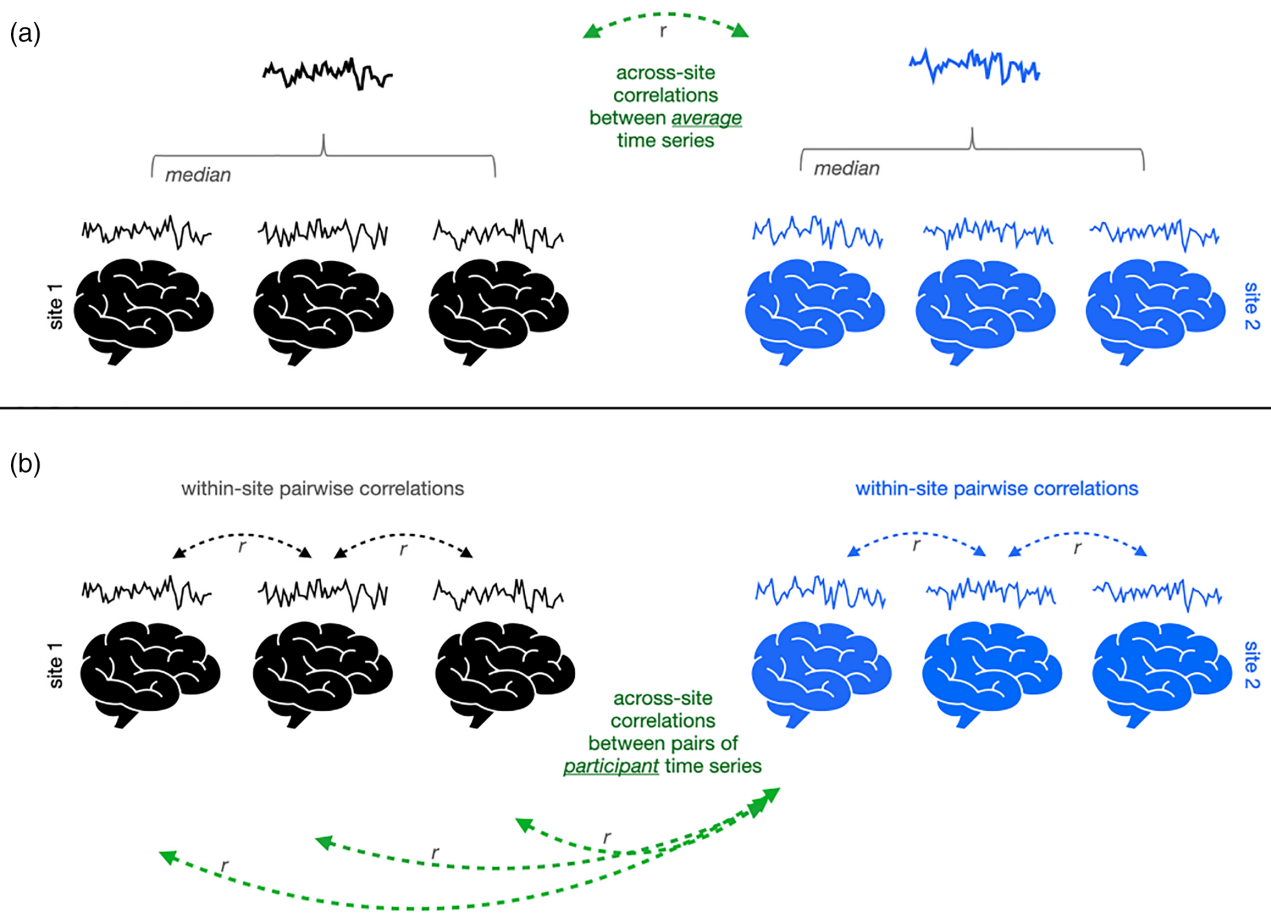 (a)
r
across-site
correlations
between average
time series
median
median
site 1
site 2
(b)
within-site pairwise correlations
within-site pairwise correlations
r
r
r
r
site 1
site 2
across-site
correlations
between pairs of
participant time series
r
r
r